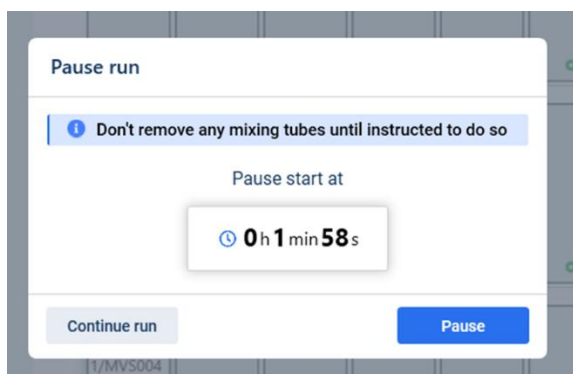 Pause run
Don't remove any mixing tubes until instructed to do so
Pause start at
0 h 1 min 58 s
Continue run
Pause
1/MVS004